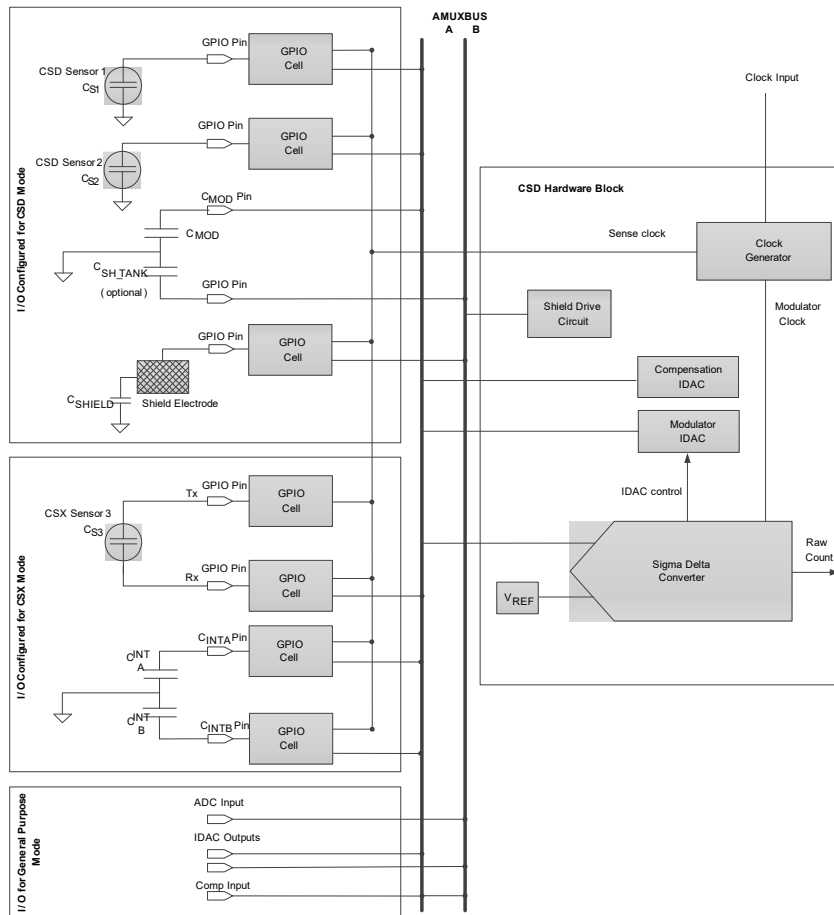 AMUXBUS
A B
I/O Configured for CSD Mode
GPIO Pin
GPIO
Cell
CSD Sensor 1
CS1
GPIO Pin
GPIO
Cell
CSD Sensor 2
CS2
CMOD Pin
CMOD
CSH_TANK
(optional)
GPIO Pin
GPIO Pin
GPIO
Cell
CSHIELD
Shield Electrode
I/O Configured for CSX Mode
GPIO Pin
Tx
GPIO
Cell
CSX Sensor 3
CS3
GPIO Pin
Rx
GPIO
Cell
CINTA Pin
GPIO
Cell
CINT
A
CINT
B
CINTB Pin
GPIO
Cell
I/O for General Purpose
Mode
ADC Input
IDAC Outputs
Comp Input
Clock Input
CSD Hardware Block
Sense clock
Clock
Generator
Modulator
Clock
Shield Drive
Circuit
Compensation
IDAC
Modulator
IDAC
IDAC control
Sigma Delta
Converter
Raw
Count
VREF